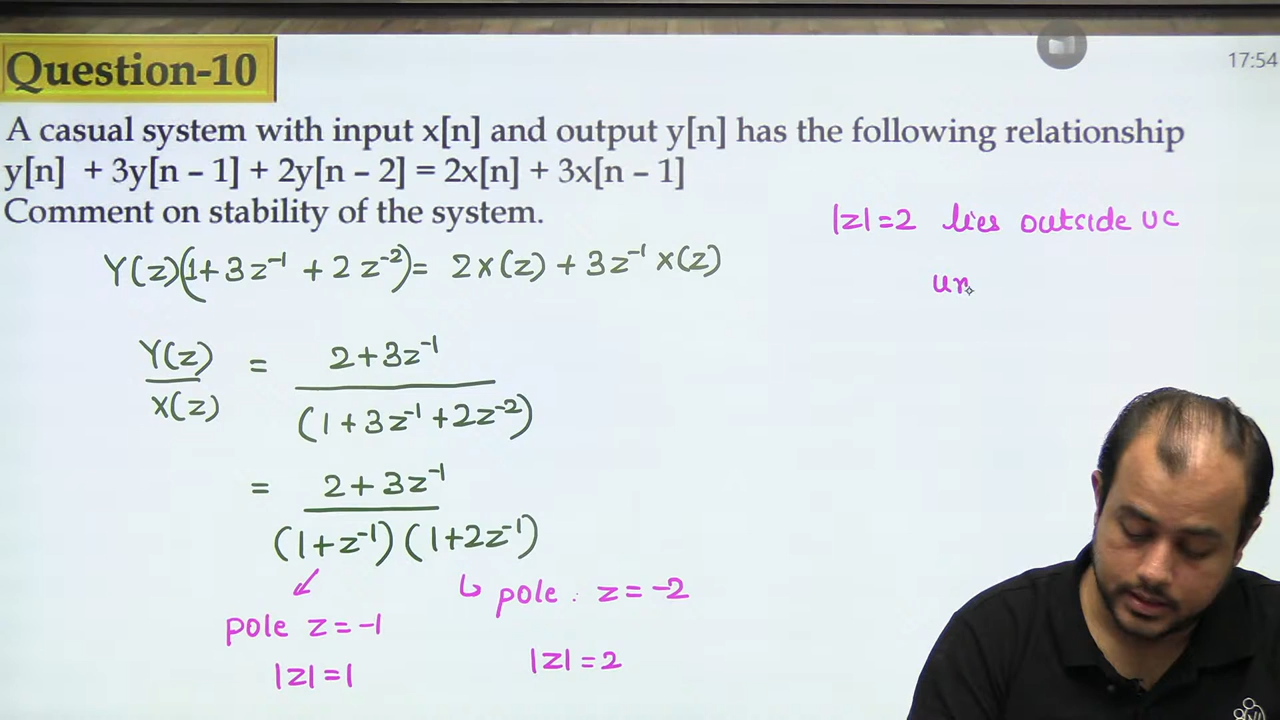 Question-10
17:54
A casual system with input x[n] and output y[n] has the following relationship
y[n] + 3y[n – 1] + 2y[n – 2] = 2x[n] + 3x[n – 1]
Comment on stability of the system.
|z|=2 lies outside UC
un
Y(z)(1+3z⁻¹ +2z⁻²)= 2X(z)+3z⁻¹ X(z)
Y(z)/X(z) = 2+3z⁻¹/(1+3z⁻¹+2z⁻²)
= 2+3z⁻¹/(1+z⁻¹)(1+2z⁻¹)
pole : z=-2
pole z=-1
|z|=2
|z|=1